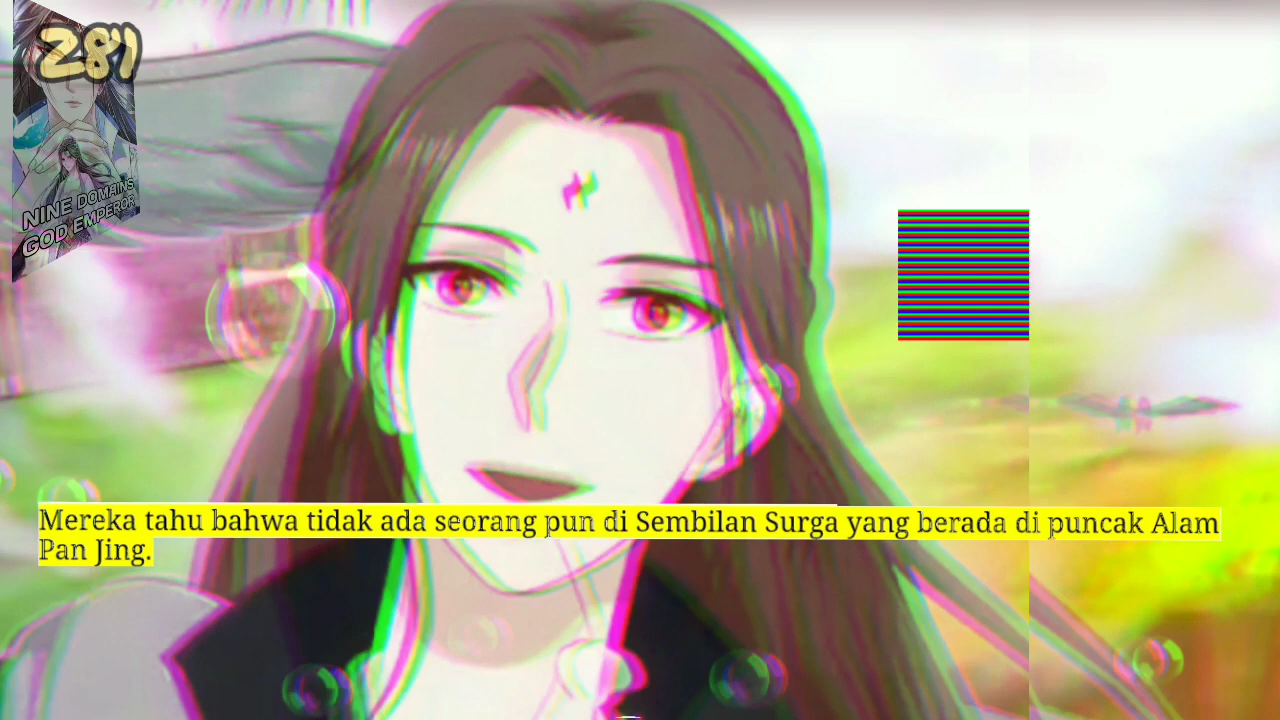 281
NINE DOMAINS
GOD EMPEROR
Mereka tahu bahwa tidak ada seorang pun di Sembilan Surga yang berada di puncak Alam
Pan Jing.